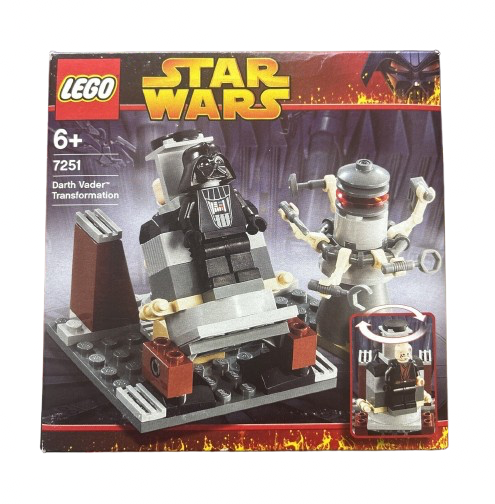 LEGO
STAR
WARS
6+
7251
Darth Vader™
Transformation